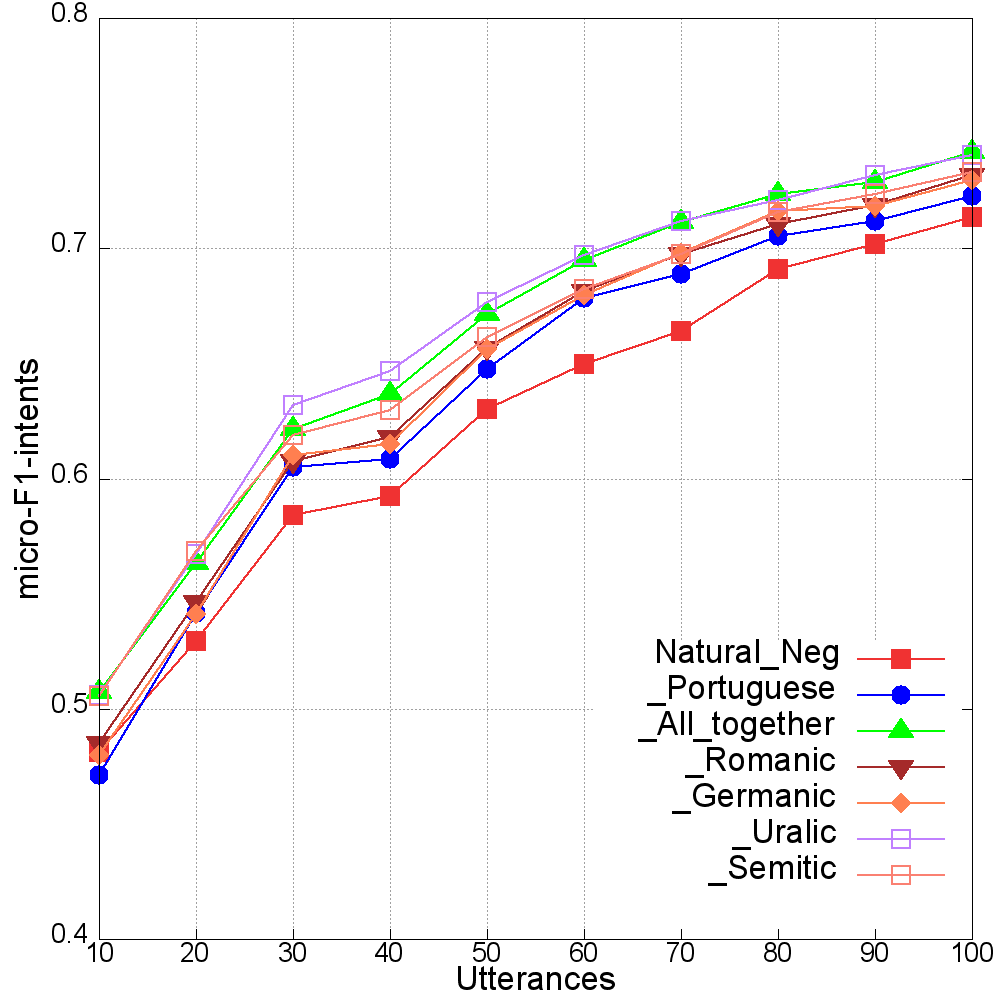 0.8
0.7
0.6
0.5
0.4
micro-F1-intents
Natural_Neg
_Portuguese
_All_together
_Romanic
_Germanic
_Uralic
_Semitic
10 20 30 40 50 60 70 80 90 100
Utterances